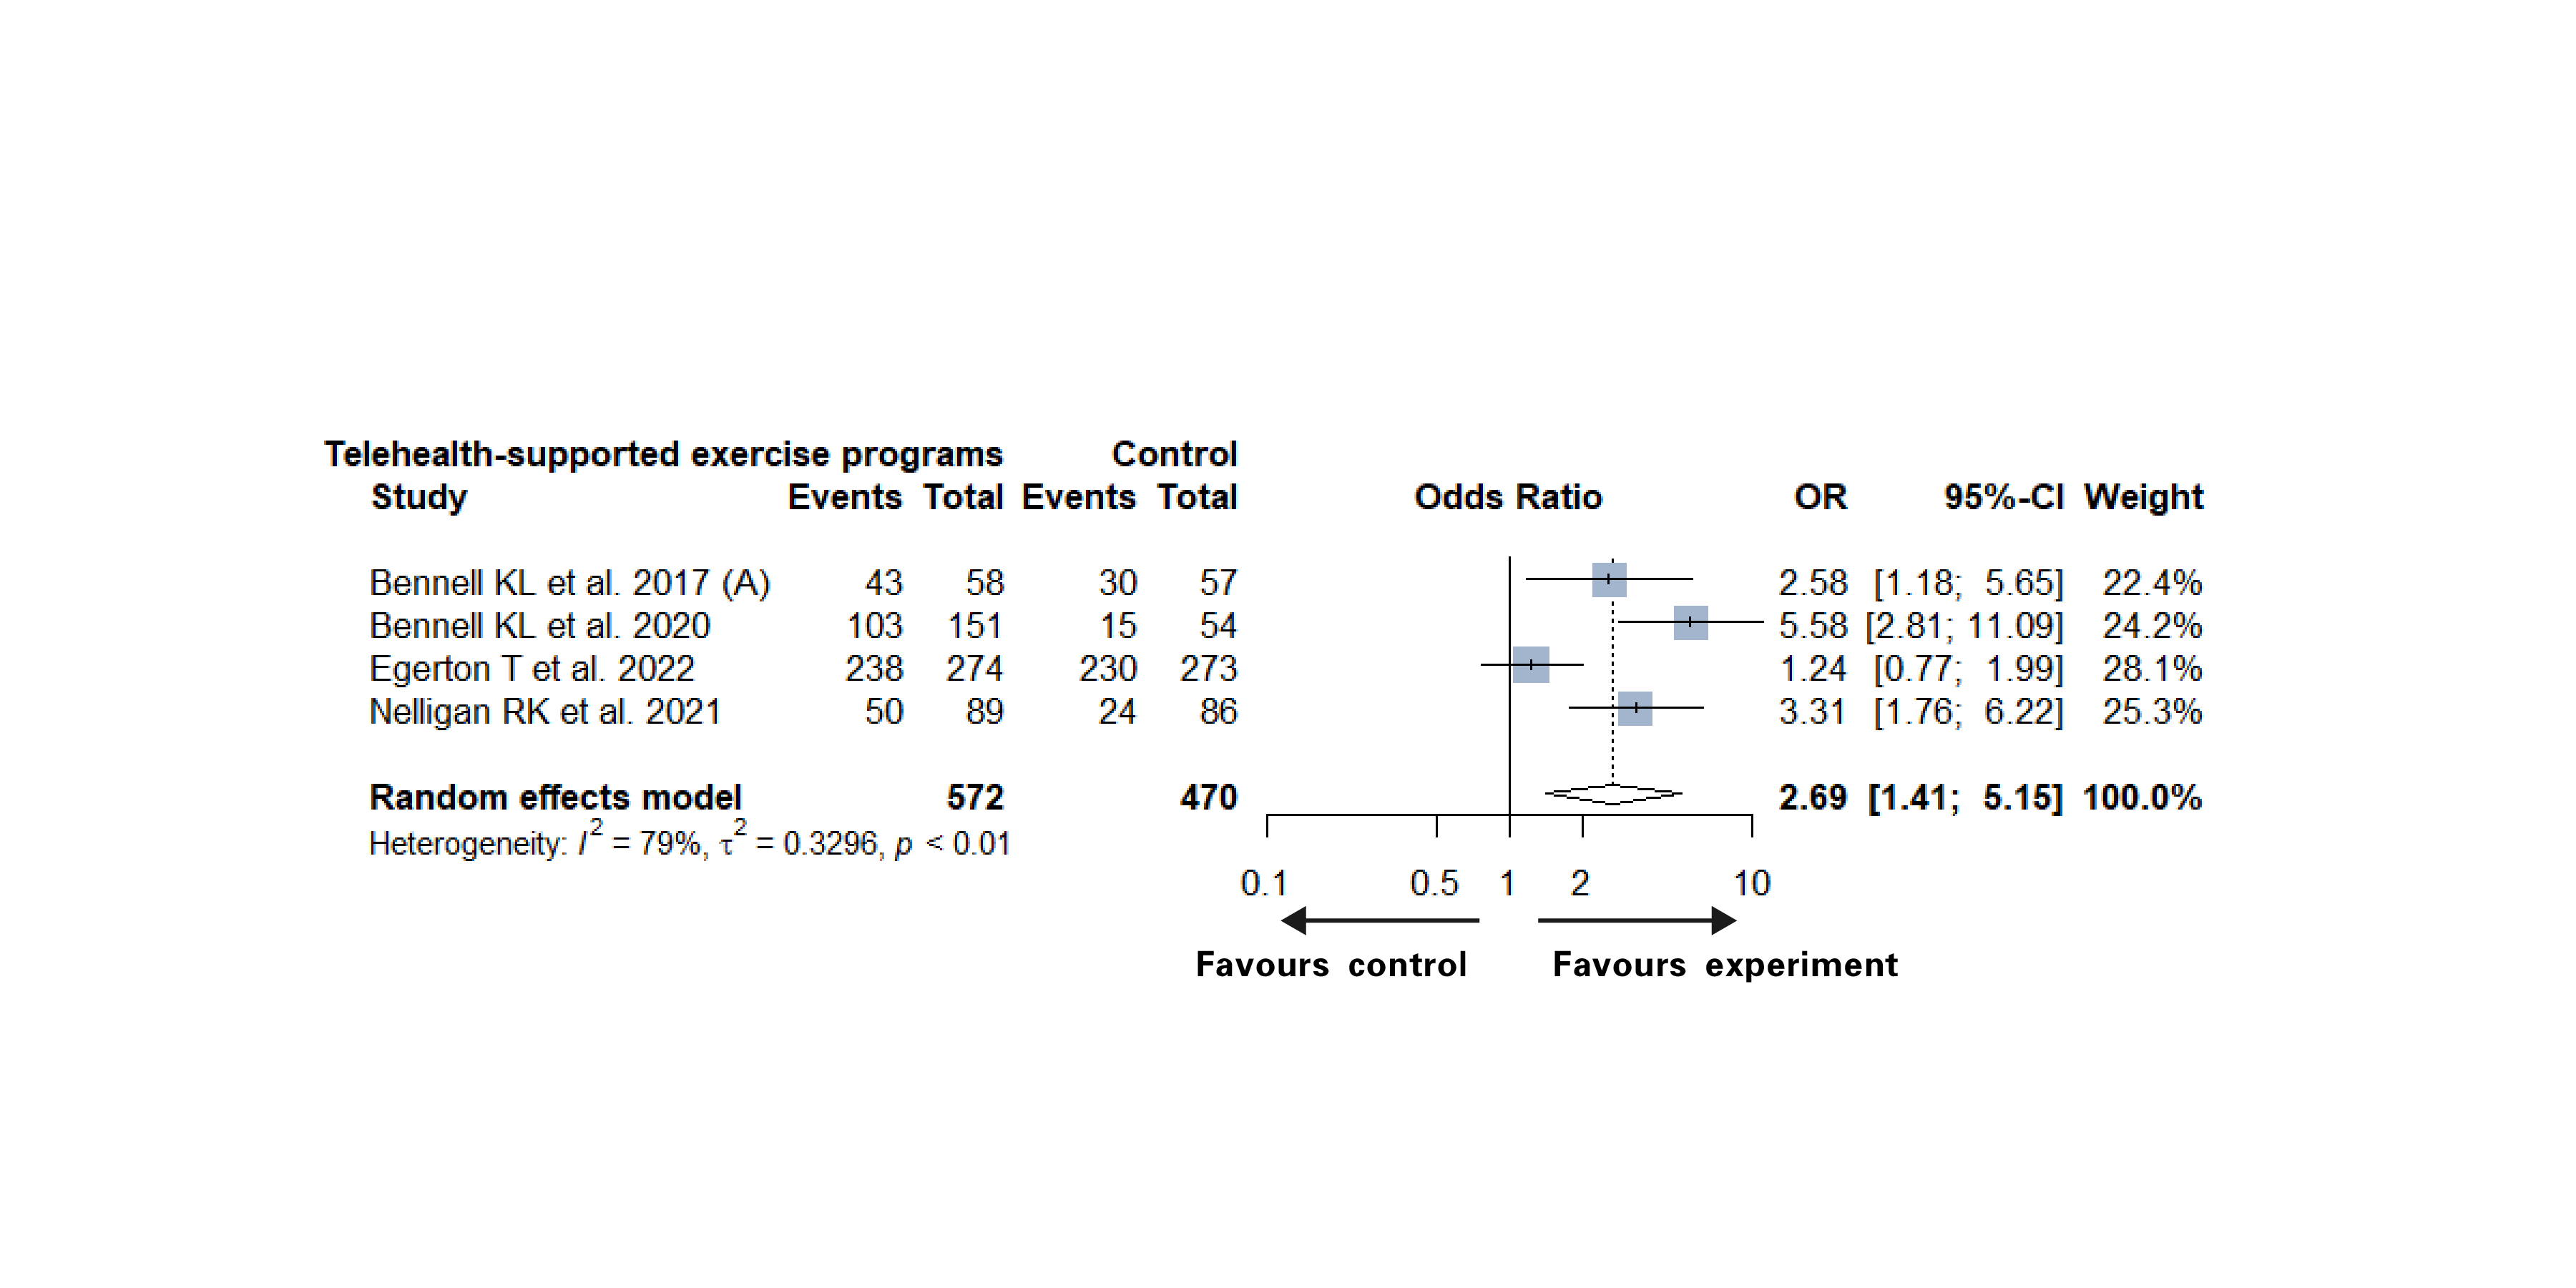 Telehealth-supported exercise programs Control
Study Events Total Events Total Odds Ratio OR 95%-CI Weight
Bennell KL et al. 2017 (A) 43 58 30 57 2.58 [1.18; 5.65] 22.4%
Bennell KL et al. 2020 103 151 15 54 5.58 [2.81; 11.09] 24.2%
Egerton T et al. 2022 238 274 230 273 1.24 [0.77; 1.99] 28.1%
Nelligan RK et al. 2021 50 89 24 86 3.31 [1.76; 6.22] 25.3%
Random effects model 572 470 2.69 [1.41; 5.15] 100.0%
Heterogeneity: I² = 79%, τ² = 0.3296, p < 0.01
0.1 0.5 1 2 10
Favours control Favours experiment